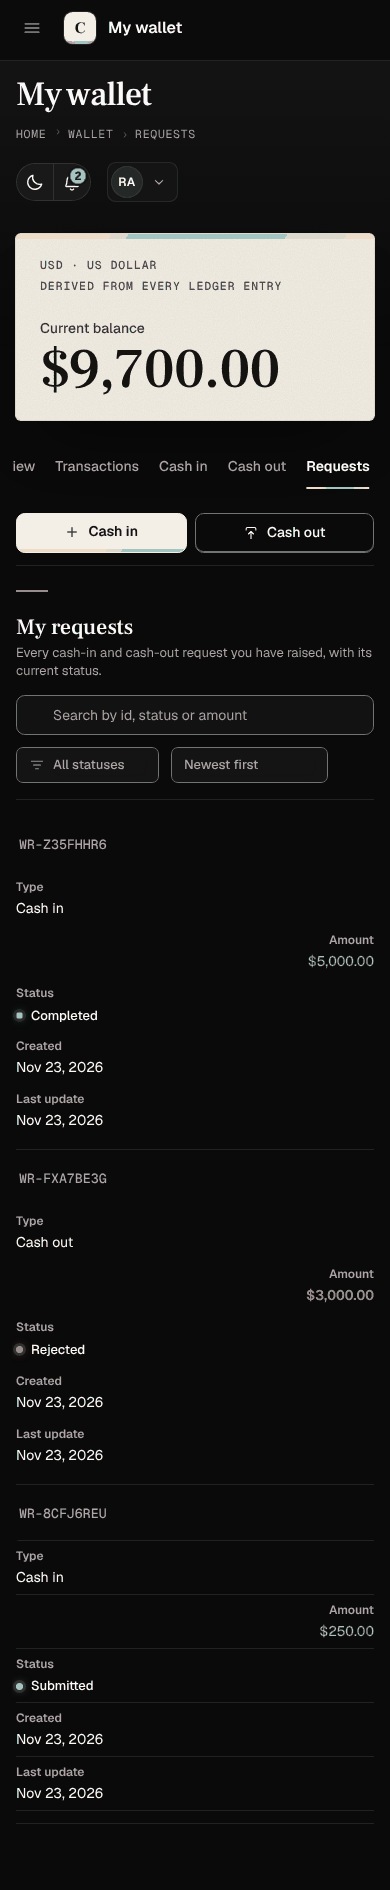 C My wallet
My wallet
HOME › WALLET › REQUESTS
2
RA
USD · US DOLLAR
DERIVED FROM EVERY LEDGER ENTRY
Current balance
$9,700.00
iew Transactions Cash in Cash out Requests
+ Cash in Cash out
My requests
Every cash-in and cash-out request you have raised, with its
current status.
Search by id, status or amount
All statuses Newest first
WR-Z35FHHR6
Type
Cash in
Amount
$5,000.00
Status
Completed
Created
Nov 23, 2026
Last update
Nov 23, 2026
WR-FXA7BE3G
Type
Cash out
Amount
$3,000.00
Status
Rejected
Created
Nov 23, 2026
Last update
Nov 23, 2026
WR-8CFJ6REU
Type
Cash in
Amount
$250.00
Status
Submitted
Created
Nov 23, 2026
Last update
Nov 23, 2026